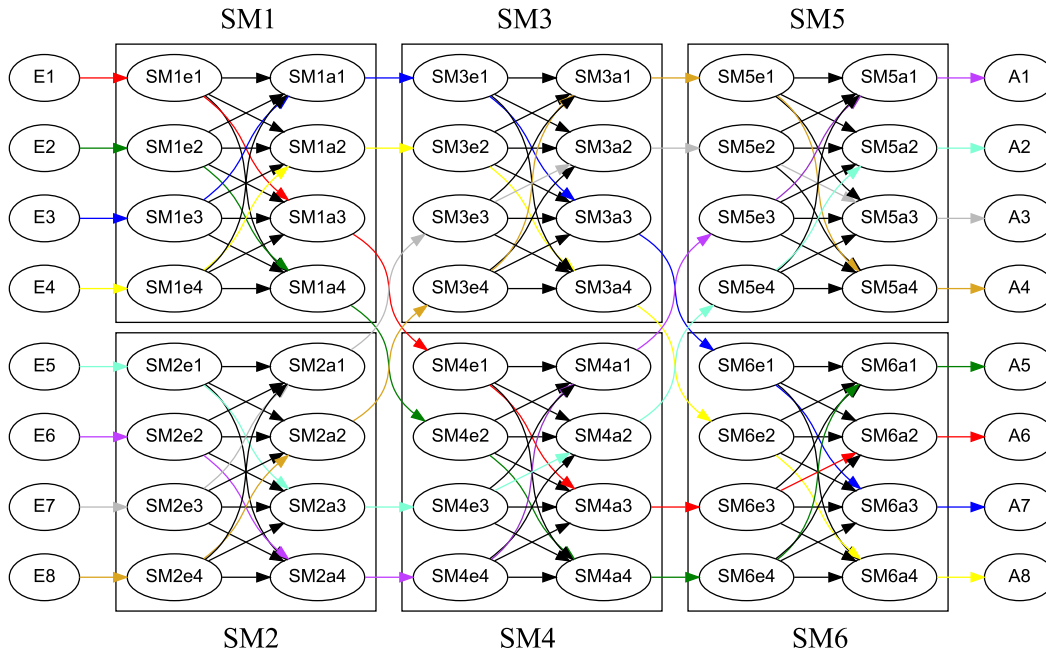 SM1 SM3 SM5
E1 SM1e1 SM1a1 SM3e1 SM3a1 SM5e1 SM5a1 A1
E2 SM1e2 SM1a2 SM3e2 SM3a2 SM5e2 SM5a2 A2
E3 SM1e3 SM1a3 SM3e3 SM3a3 SM5e3 SM5a3 A3
E4 SM1e4 SM1a4 SM3e4 SM3a4 SM5e4 SM5a4 A4
E5 SM2e1 SM2a1 SM4e1 SM4a1 SM6e1 SM6a1 A5
E6 SM2e2 SM2a2 SM4e2 SM4a2 SM6e2 SM6a2 A6
E7 SM2e3 SM2a3 SM4e3 SM4a3 SM6e3 SM6a3 A7
E8 SM2e4 SM2a4 SM4e4 SM4a4 SM6e4 SM6a4 A8
SM2 SM4 SM6